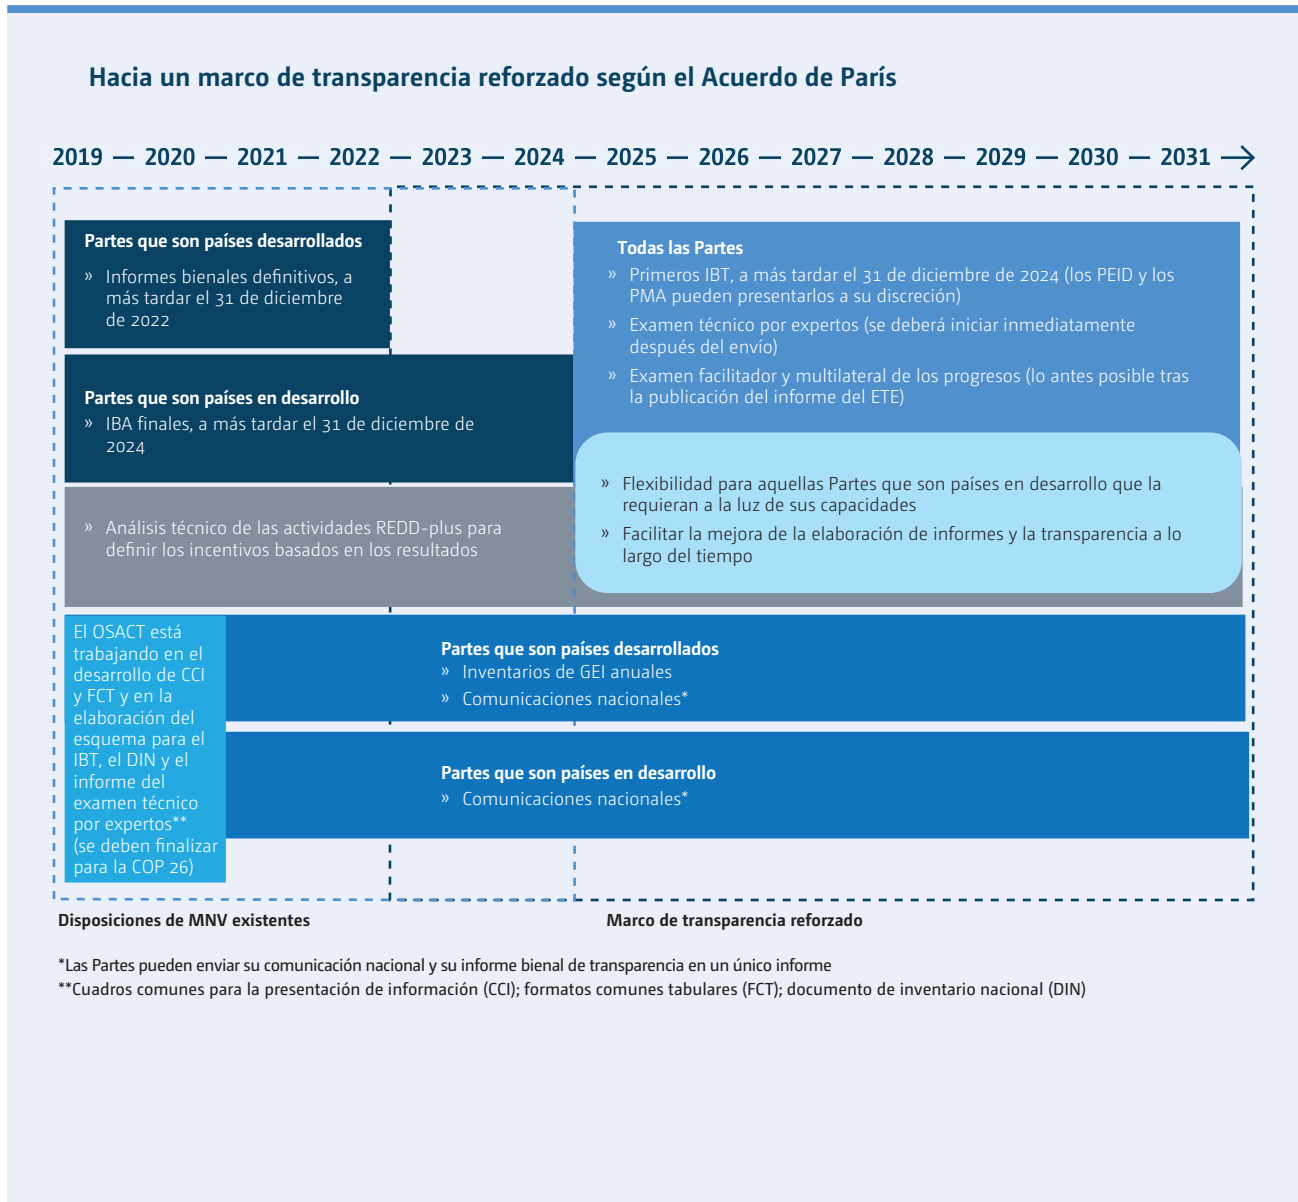 Hacia un marco de transparencia reforzado según el Acuerdo de París
2019 — 2020 — 2021 — 2022 — 2023 — 2024 — 2025 — 2026 — 2027 — 2028 — 2029 — 2030 — 2031
Partes que son países desarrollados
» Informes bienales definitivos, a
más tardar el 31 de diciembre
de 2022
Partes que son países en desarrollo
» IBA finales, a más tardar el 31 de diciembre de
2024
» Análisis técnico de las actividades REDD-plus para
definir los incentivos basados en los resultados
Todas las Partes
» Primeros IBT, a más tardar el 31 de diciembre de 2024 (los PEID y los
PMA pueden presentarlos a su discreción)
» Examen técnico por expertos (se deberá iniciar inmediatamente
después del envío)
» Examen facilitador y multilateral de los progresos (lo antes posible tras
la publicación del informe del ETE)
» Flexibilidad para aquellas Partes que son países en desarrollo que la
requieran a la luz de sus capacidades
» Facilitar la mejora de la elaboración de informes y la transparencia a lo
largo del tiempo
El OSACT está
trabajando en el
desarrollo de CCI
y FCT y en la
elaboración del
esquema para el
IBT, el DIN y el
informe del
examen técnico
por expertos**
(se deben finalizar
para la COP 26)
Partes que son países desarrollados
» Inventarios de GEI anuales
» Comunicaciones nacionales*
Partes que son países en desarrollo
» Comunicaciones nacionales*
Disposiciones de MNV existentes
Marco de transparencia reforzado
*Las Partes pueden enviar su comunicación nacional y su informe bienal de transparencia en un único informe
**Cuadros comunes para la presentación de información (CCI); formatos comunes tabulares (FCT); documento de inventario nacional (DIN)